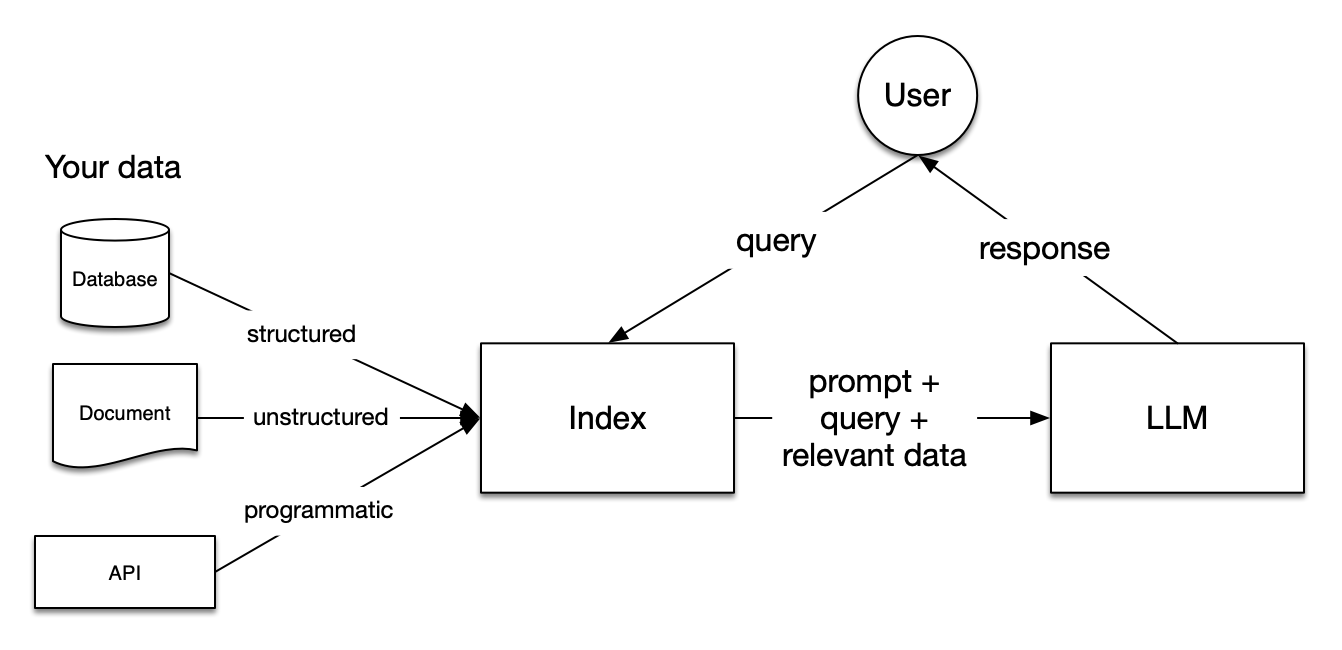 User
Your data
Database
query
response
structured
Document
unstructured
Index
prompt +
query +
relevant data
LLM
programmatic
API